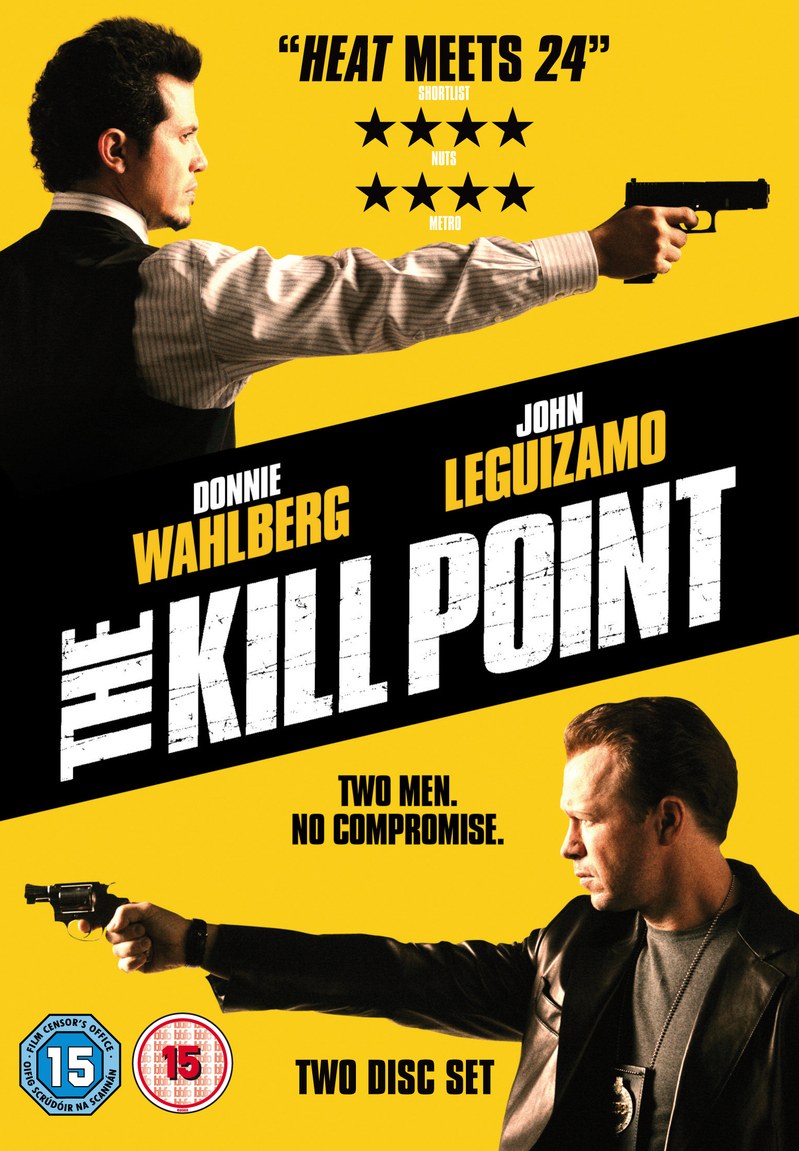 “HEAT MEETS 24”
SHORTLIST
NUTS
METRO
JOHN
LEGUIZAMO
DONNIE
WAHLBERG
THE KILL POINT
TWO MEN.
NO COMPROMISE.
· FILM CENSOR'S OFFICE ·
15
OIFIG SCRÚDÓIR NA SCANNÁN
15
TWO DISC SET